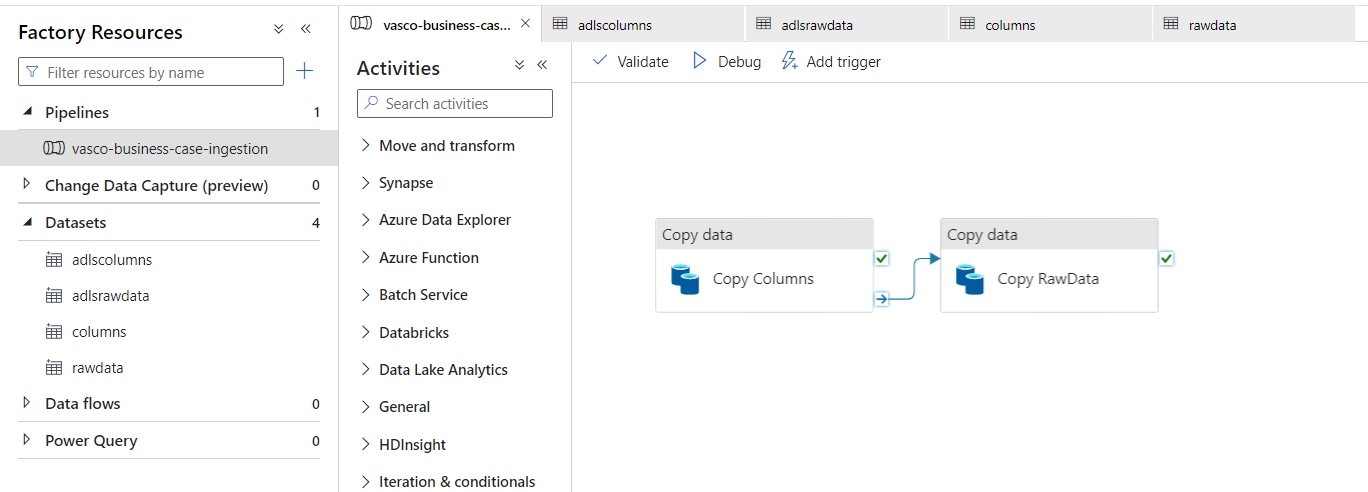 Factory Resources
Filter resources by name
Pipelines 1
vasco-business-case-ingestion
Change Data Capture (preview) 0
Datasets 4
adlscolumns
adlsrawdata
columns
rawdata
Data flows 0
Power Query 0
vasco-business-cas...
adlscolumns
adlsrawdata
columns
rawdata
Activities
Search activities
Move and transform
Synapse
Azure Data Explorer
Azure Function
Batch Service
Databricks
Data Lake Analytics
General
HDInsight
Iteration & conditionals
Validate Debug Add trigger
Copy data
Copy Columns
Copy data
Copy RawData